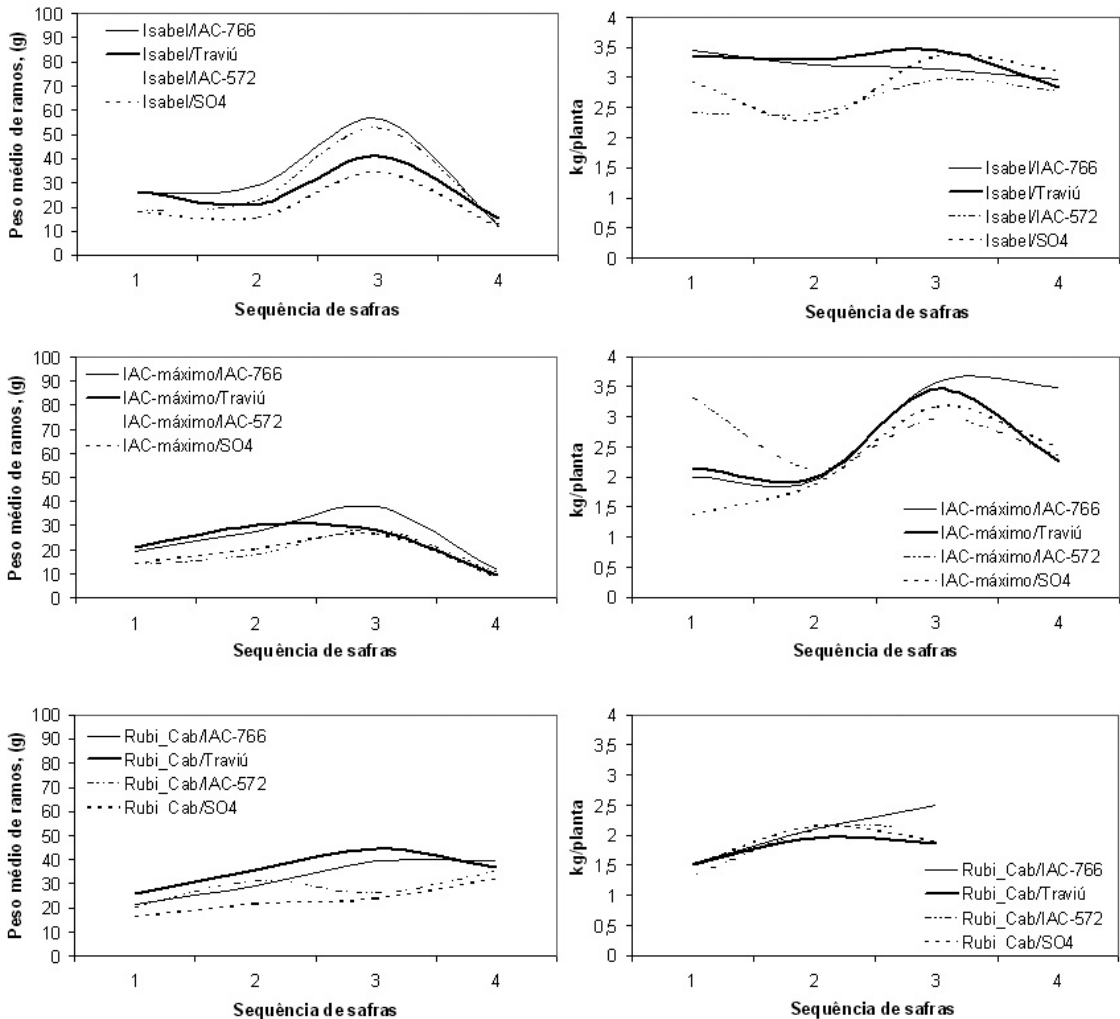 Peso médio de ramos, (g)
100
90
80
70
60
50
40
30
20
10
0
Isabel/IAC-766
Isabel/Traviú
Isabel/IAC-572
Isabel/SO4
1 2 3 4
Sequência de safras
kg/planta
4
3,5
3
2,5
2
1,5
1
0,5
0
Isabel/IAC-766
Isabel/Traviú
Isabel/IAC-572
Isabel/SO4
1 2 3 4
Sequência de safras
Peso médio de ramos, (g)
100
90
80
70
60
50
40
30
20
10
0
IAC-máximo/IAC-766
IAC-máximo/Traviú
IAC-máximo/IAC-572
IAC-máximo/SO4
1 2 3 4
Sequência de safras
kg/planta
4
3,5
3
2,5
2
1,5
1
0,5
0
IAC-máximo/IAC-766
IAC-máximo/Traviú
IAC-máximo/IAC-572
IAC-máximo/SO4
1 2 3 4
Sequência de safras
Peso médio de ramos, (g)
100
90
80
70
60
50
40
30
20
10
0
Rubi_Cab/IAC-766
Rubi_Cab/Traviú
Rubi_Cab/IAC-572
Rubi_Cab/SO4
1 2 3 4
Sequência de safras
kg/planta
4
3,5
3
2,5
2
1,5
1
0,5
0
Rubi_Cab/IAC-766
Rubi_Cab/Traviú
Rubi_Cab/IAC-572
Rubi_Cab/SO4
1 2 3 4
Sequência de safras